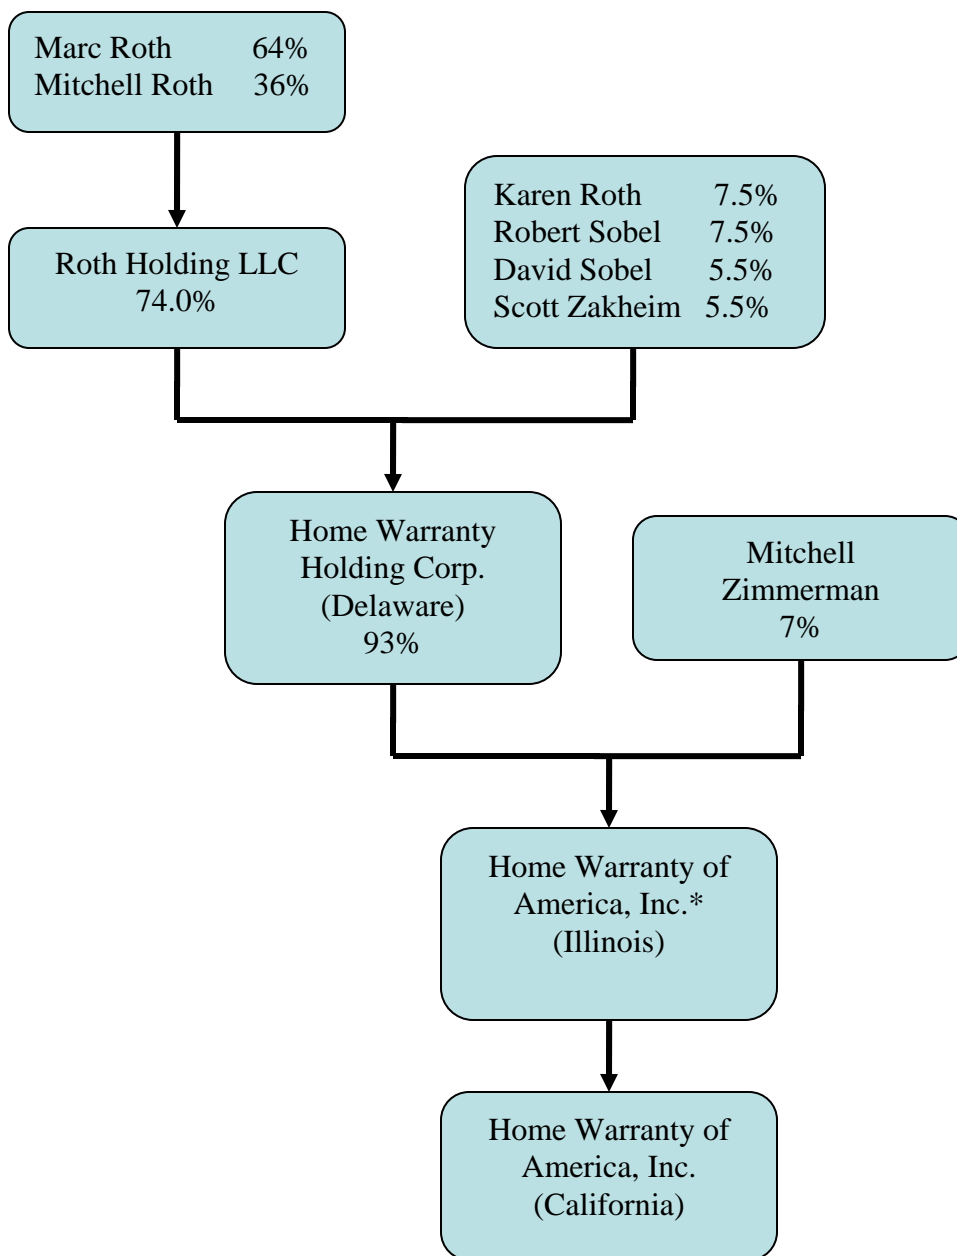 Marc Roth 64%
Mitchell Roth 36%
Karen Roth 7.5%
Robert Sobel 7.5%
David Sobel 5.5%
Scott Zakheim 5.5%
Roth Holding LLC
74.0%
Home Warranty
Holding Corp.
(Delaware)
93%
Mitchell
Zimmerman
7%
Home Warranty of
America, Inc.*
(Illinois)
Home Warranty of
America, Inc.
(California)